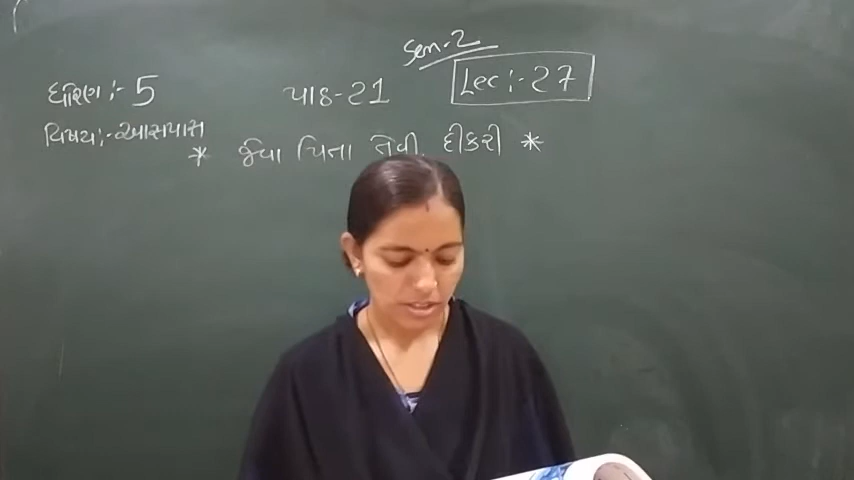 Sem-2
ધોરણ :- 5
પાઠ-21
Lec :- 27
વિષય :- આસપાસ
* જેવા પિતા તેવી દીકરી *